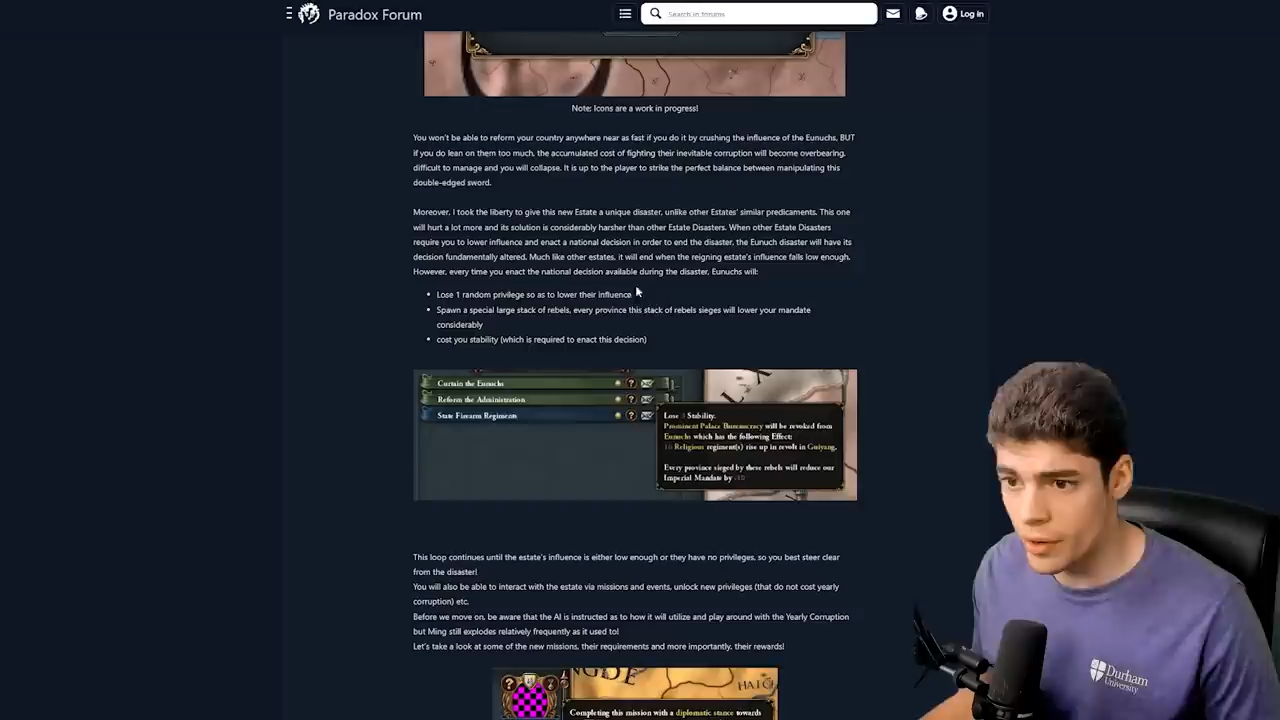 Paradox Forum
Search in forums
Log in
Note: Icons are a work in progress!
You won't be able to reform your country anywhere near as fast if you do it by crushing the influence of the Eunuchs, BUT
if you do lean on them too much, the accumulated cost of fighting their inevitable corruption will become overbearing,
difficult to manage and you will collapse. It is up to the player to strike the perfect balance between manipulating this
double-edged sword.
Moreover, I took the liberty to give this new Estate a unique disaster, unlike other Estates' similar predicaments. This one
will hurt a lot more and its solution is considerably harsher than other Estate Disasters. When other Estate Disasters
require you to lower influence and enact a national decision in order to end the disaster, the Eunuch disaster will have its
decision fundamentally altered. Much like other estates, it will end when the reigning estate's influence falls low enough.
However, every time you enact the national decision available during the disaster, Eunuchs will:
• Lose 1 random privilege so as to lower their influence
• Spawn a special large stack of rebels, every province this stack of rebels sieges will lower your mandate
considerably
• cost you stability (which is required to enact this decision)
Curtain the Eunuchs
Reform the Administration
State Firearm Regiments
Lose 3 Stability.
Prominent Palace Bureaucracy will be revoked from
Eunuchs which has the following Effect:
Religious regiment(s) rise up in revolt in Guiyang.
Every province sieged by these rebels will reduce our
Imperial Mandate by
This loop continues until the estate's influence is either low enough or they have no privileges, so you best steer clear
from the disaster!
You will also be able to interact with the estate via missions and events, unlock new privileges (that do not cost yearly
corruption) etc.
Before we move on, be aware that the AI is instructed as to how it will utilize and play around with the Yearly Corruption
but Ming still explodes relatively frequently as it used to!
Let's take a look at some of the new missions, their requirements and more importantly, their rewards!
Completing this mission with a diplomatic stance towards
Durham
University